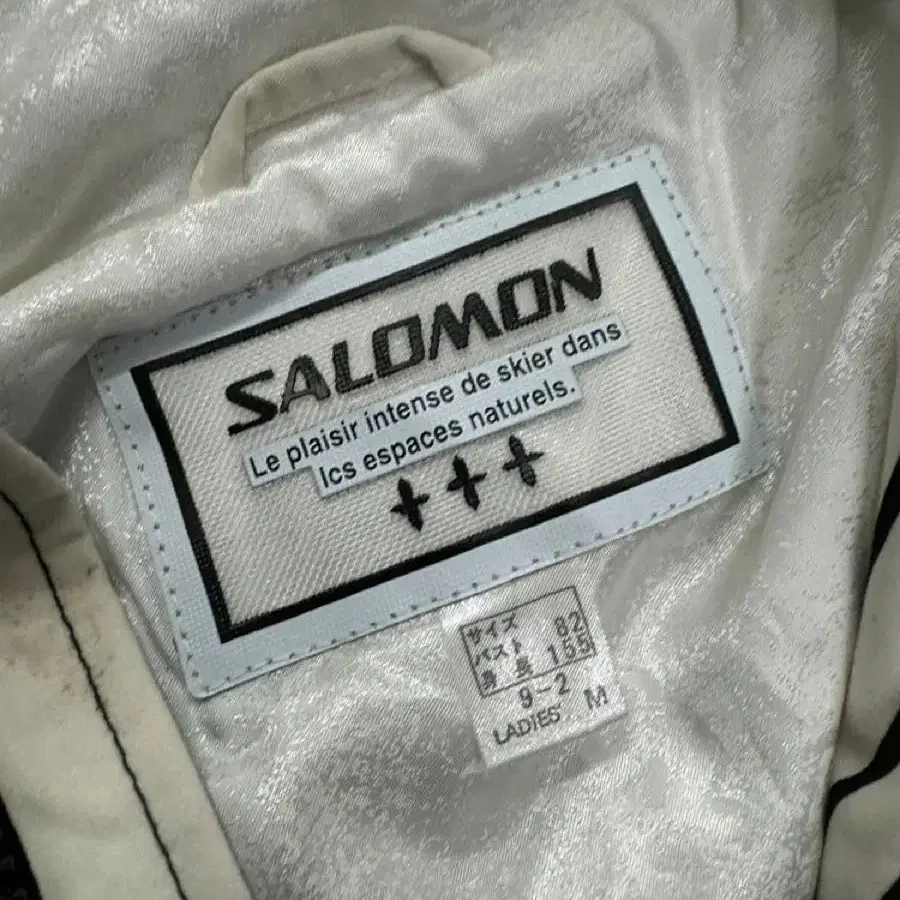 SALOMON
Le plaisir intense de skier dans
lcs espaces naturels.
サイズ
バスト 82
身長 155
9-2
LADIES' M